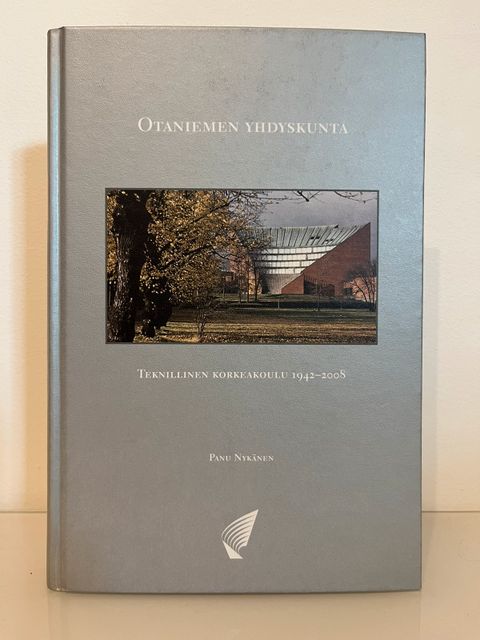 Otaniemen yhdyskunta
Teknillinen korkeakoulu 1942–2008
Panu Nykänen